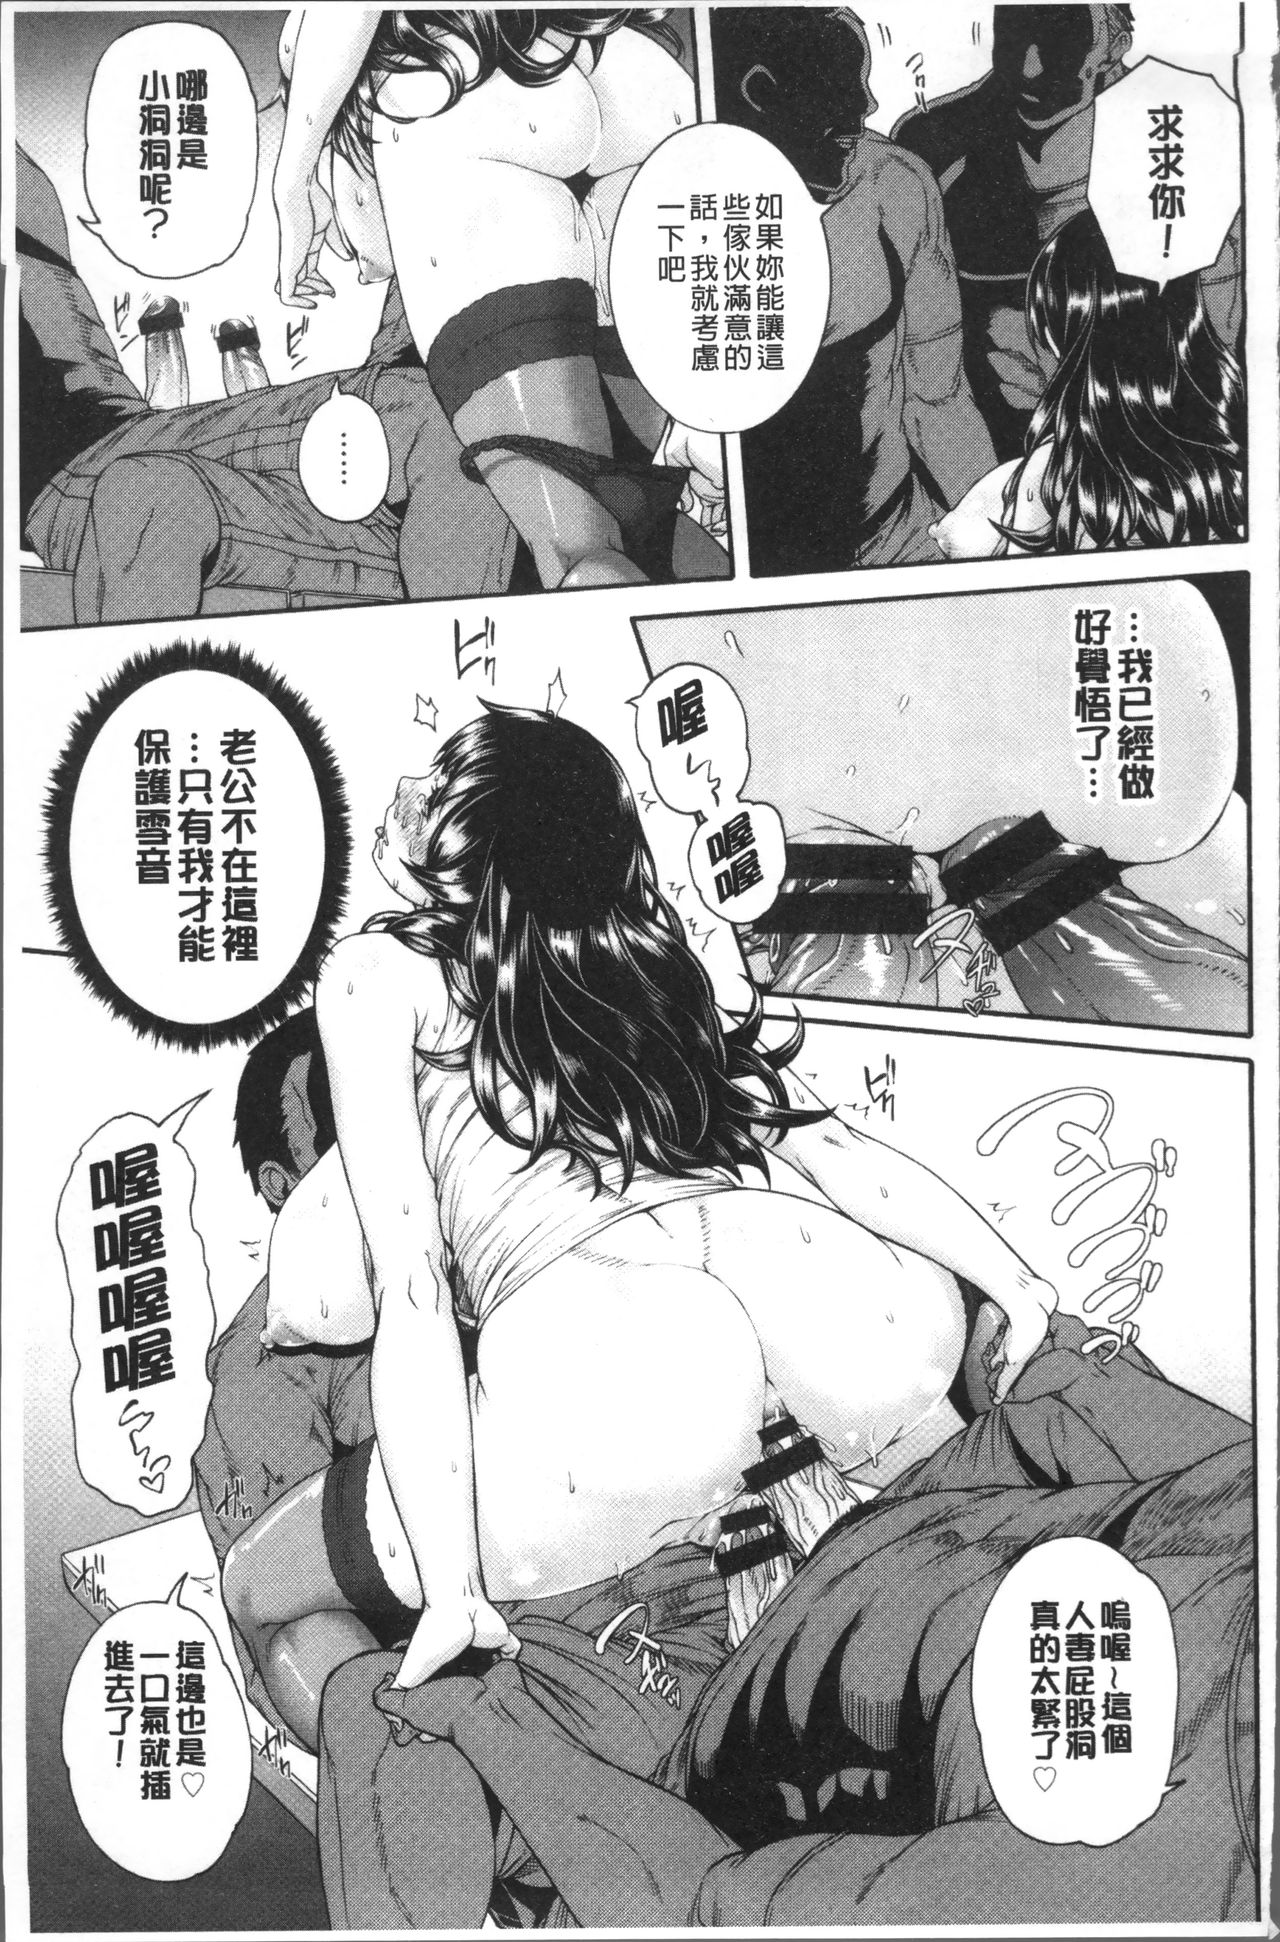 求求你！
如果妳能讓這
些傢伙滿意的
話，我就考慮
一下吧
哪邊是
小洞洞呢？
……
…我已經做
好覺悟了…
喔
喔喔
老公不在這裡
…只有我才能
保護雪音
喔喔喔喔
嗚喔~這個
人妻屁股洞
真的太緊了♡
這邊也是♡
一口氣就插
進去了！